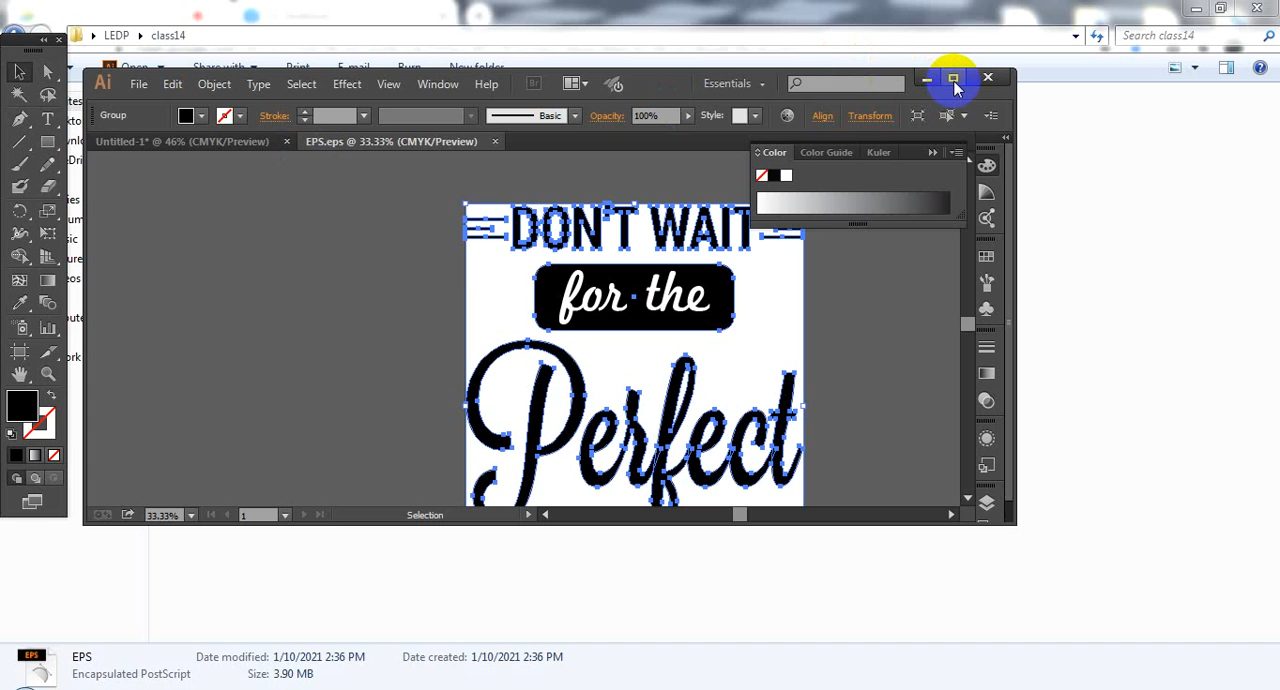 LEDP class14
Search class14
Open Share with Print E-mail Burn New folder
Ai File Edit Object Type Select Effect View Window Help Br Essentials
Group Stroke: Basic Opacity: 100% Style: Align Transform
Untitled-1* @ 46% (CMYK/Preview) EPS.eps @ 33.33% (CMYK/Preview)
Color Color Guide Kuler
DON'T WAIT
for the
Perfect
33.33% 1 Selection
EPS EPS Date modified: 1/10/2021 2:36 PM Date created: 1/10/2021 2:36 PM
Encapsulated PostScript Size: 3.90 MB